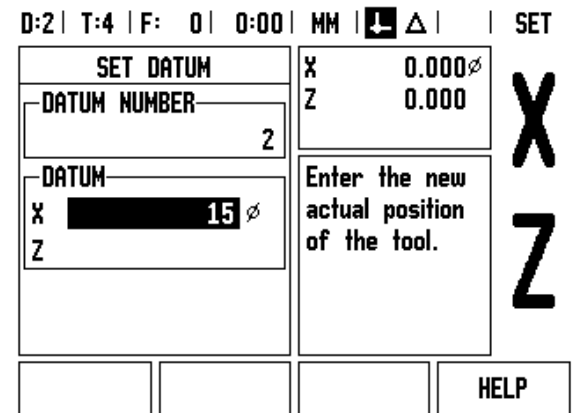 D:2 | T:4 | F: 0 | 0:00 | MM | Δ | | SET
SET DATUM
DATUM NUMBER
2
DATUM
X 15 ⌀
Z
X 0.000⌀
Z 0.000
Enter the new
actual position
of the tool.
X
Z
HELP